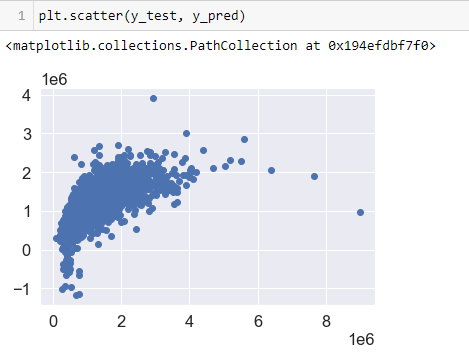 1 plt.scatter(y_test, y_pred)
<matplotlib.collections.PathCollection at 0x194efdbf7f0>
1e6
4
3
2
1
0
−1
0 2 4 6 8
1e6